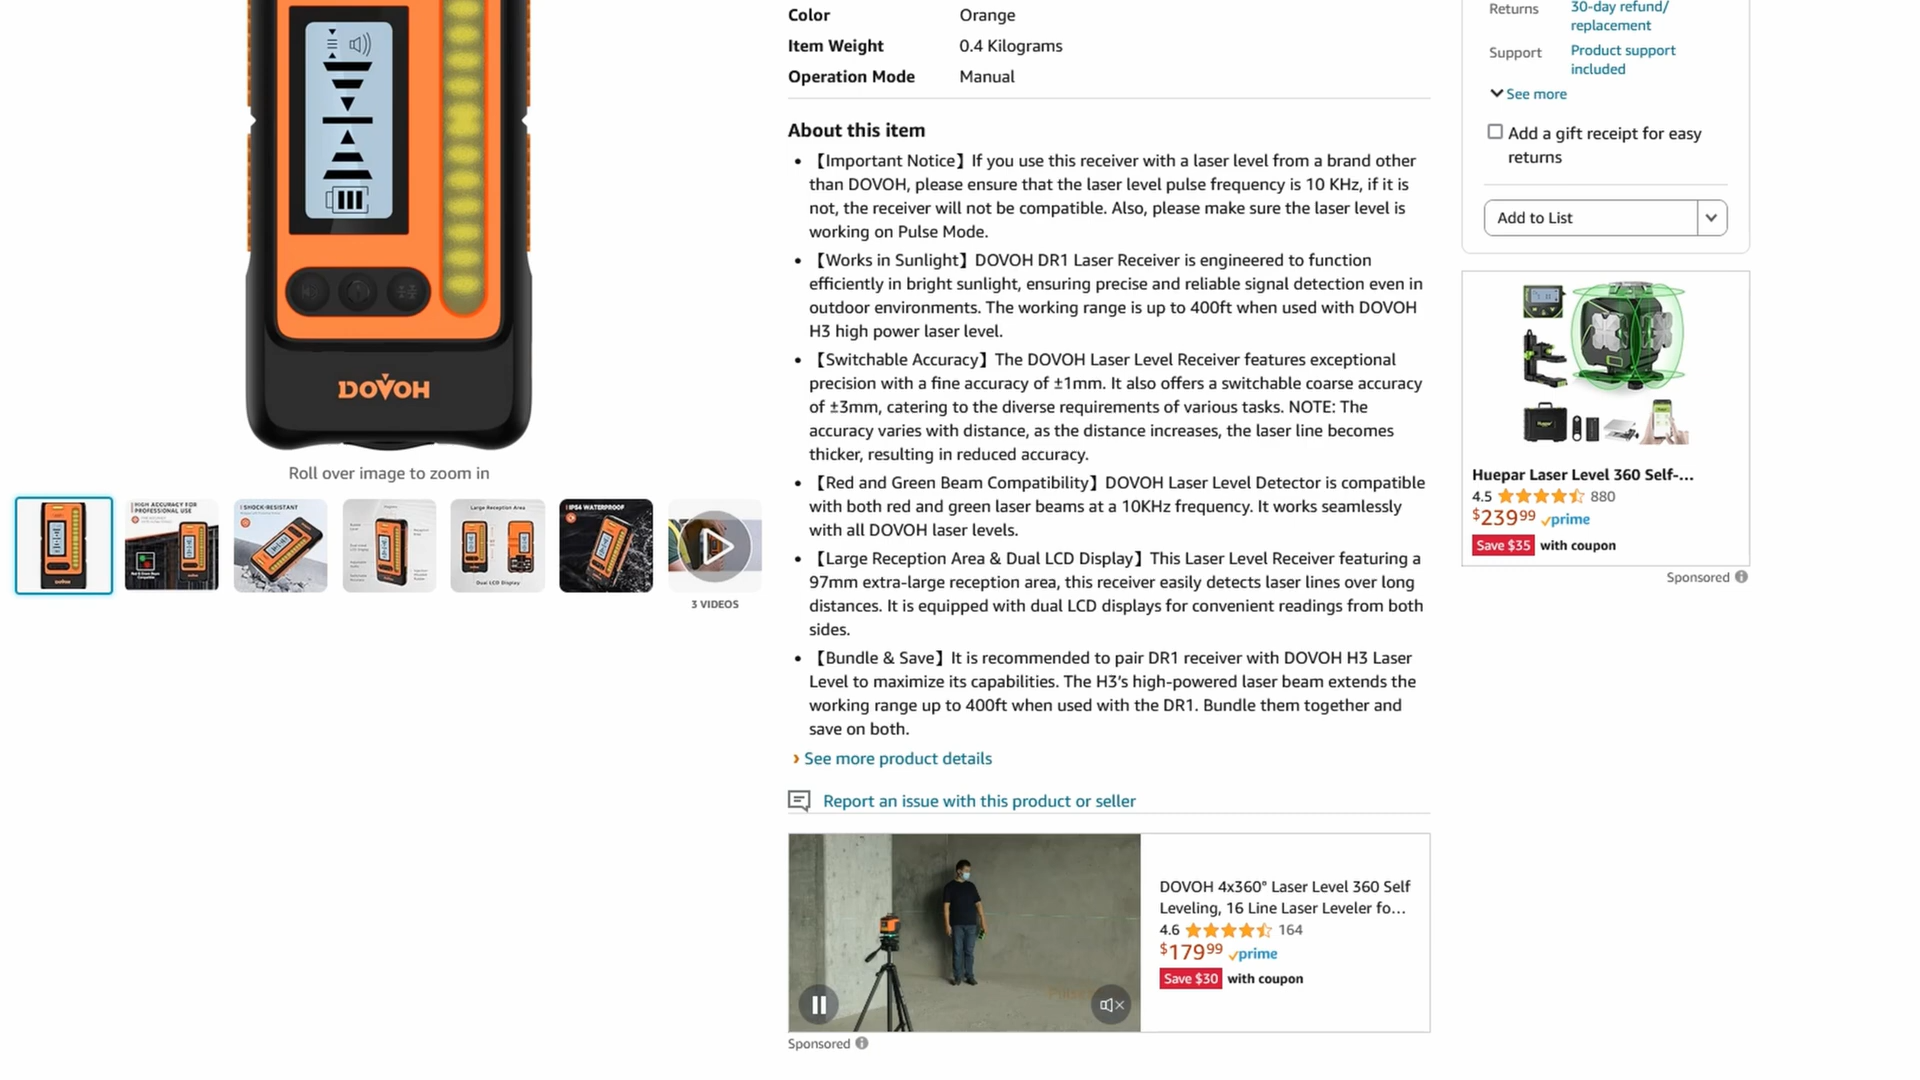 Color Orange
Item Weight 0.4 Kilograms
Operation Mode Manual
About this item
• 【Important Notice】If you use this receiver with a laser level from a brand other
than DOVOH, please ensure that the laser level pulse frequency is 10 KHz, if it is
not, the receiver will not be compatible. Also, please make sure the laser level is
working on Pulse Mode.
• 【Works in Sunlight】DOVOH DR1 Laser Receiver is engineered to function
efficiently in bright sunlight, ensuring precise and reliable signal detection even in
outdoor environments. The working range is up to 400ft when used with DOVOH
H3 high power laser level.
• 【Switchable Accuracy】The DOVOH Laser Level Receiver features exceptional
precision with a fine accuracy of ±1mm. It also offers a switchable coarse accuracy
of ±3mm, catering to the diverse requirements of various tasks. NOTE: The
accuracy varies with distance, as the distance increases, the laser line becomes
thicker, resulting in reduced accuracy.
• 【Red and Green Beam Compatibility】DOVOH Laser Level Detector is compatible
with both red and green laser beams at a 10KHz frequency. It works seamlessly
with all DOVOH laser levels.
• 【Large Reception Area & Dual LCD Display】This Laser Level Receiver featuring a
97mm extra-large reception area, this receiver easily detects laser lines over long
distances. It is equipped with dual LCD displays for convenient readings from both
sides.
• 【Bundle & Save】It is recommended to pair DR1 receiver with DOVOH H3 Laser
Level to maximize its capabilities. The H3's high-powered laser beam extends the
working range up to 400ft when used with the DR1. Bundle them together and
save on both.
› See more product details
Report an issue with this product or seller
DOVOH
Roll over image to zoom in
HIGH ACCURACY FOR
PROFESSIONAL USE
SHOCK-RESISTANT
Large Reception Area
Dual LCD Display
IP54 WATERPROOF
3 VIDEOS
DOVOH 4x360° Laser Level 360 Self
Leveling, 16 Line Laser Leveler fo...
4.6 164
$179.99 prime
Save $30 with coupon
Sponsored
Returns 30-day refund/
replacement
Support Product support
included
See more
Add a gift receipt for easy
returns
Add to List
Huepar Laser Level 360 Self-...
4.5 880
$239.99 prime
Save $35 with coupon
Sponsored